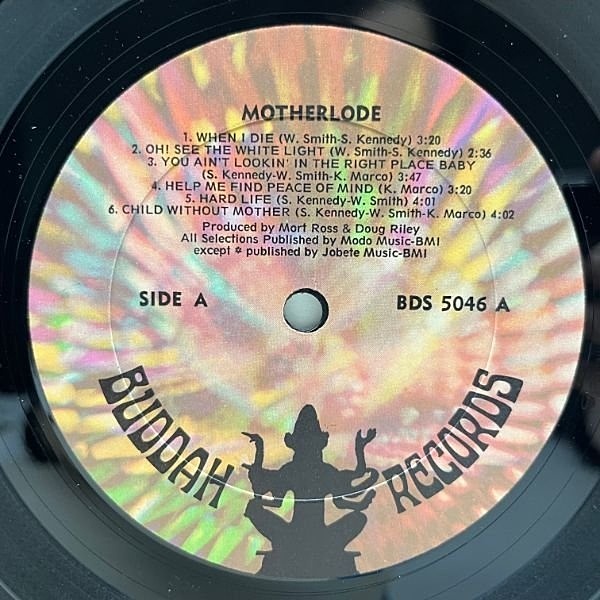 MOTHERLODE
1. WHEN I DIE (W. Smith-S. Kennedy) 3:20
2. OH! SEE THE WHITE LIGHT (W. Smith-S. Kennedy) 2:36
3. YOU AIN'T LOOKIN' IN THE RIGHT PLACE BABY
(S. Kennedy-W. Smith-K. Marco) 3:47
4. HELP ME FIND PEACE OF MIND (K. Marco) 3:20
5. HARD LIFE (S. Kennedy-W. Smith) 4:01
6. CHILD WITHOUT MOTHER (S. Kennedy-W. Smith-K. Marco) 4:02
Produced by Mort Ross & Doug Riley
All Selections Published by Modo Music-BMI
except * published by Jobete Music-BMI
SIDE A
BDS 5046 A
BUDDAH RECORDS